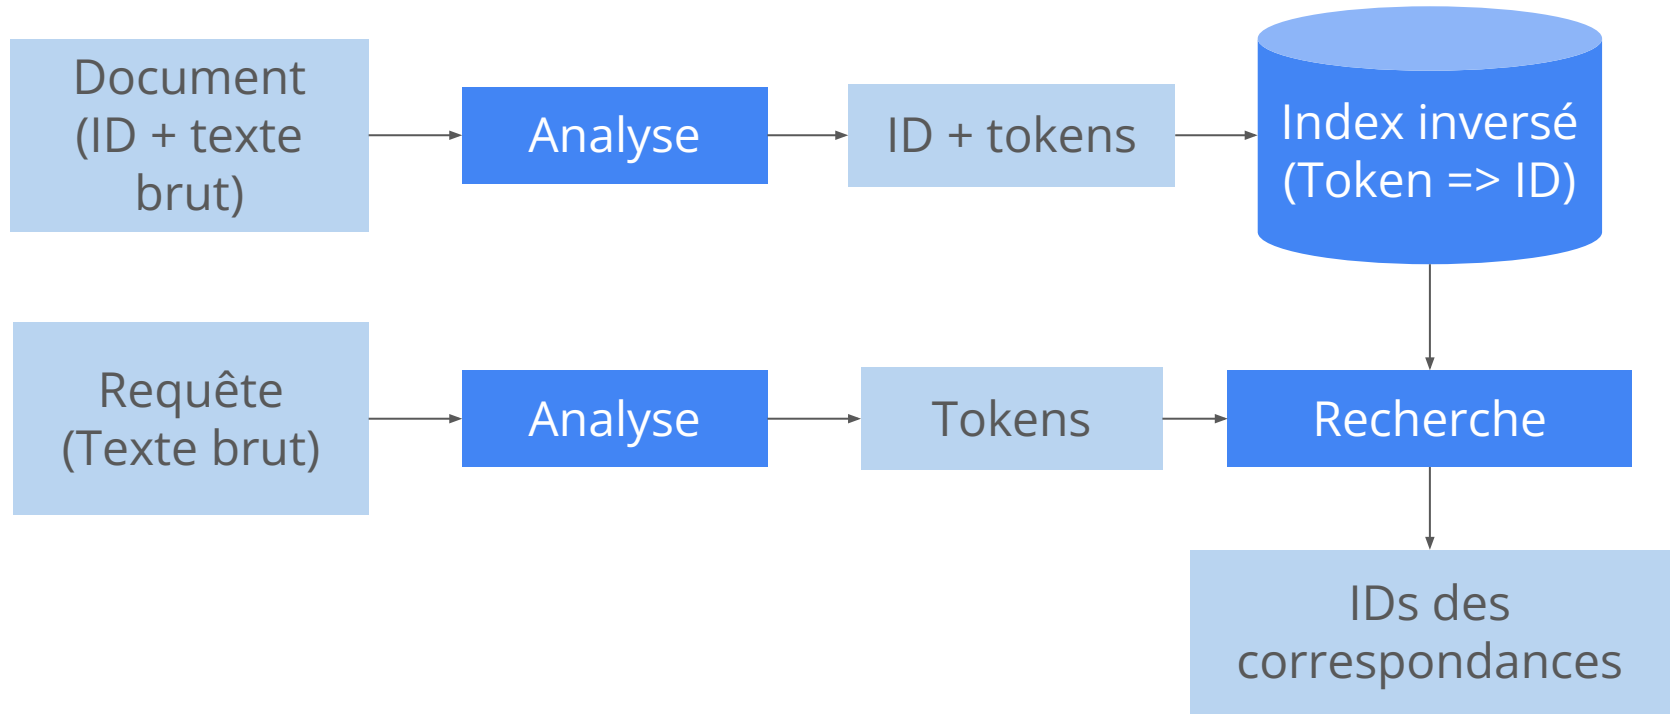 Document
(ID + texte
brut)
Analyse
ID + tokens
Index inversé
(Token => ID)
Requête
(Texte brut)
Analyse
Tokens
Recherche
IDs des
correspondances